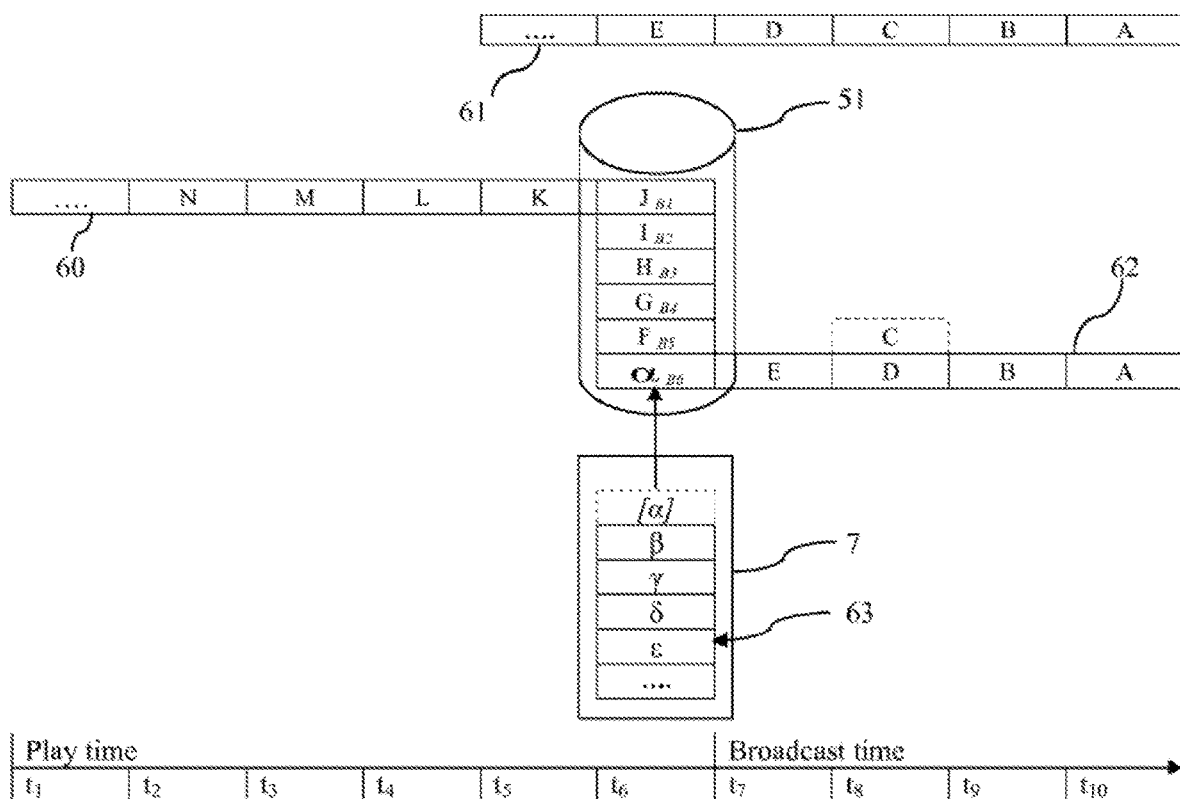 .... E D C B A
61
51
.... N M L K J B1
60
I B2
H B3
G B4
62
F B5 C
α B6 E D B A
[α]
β
7
γ
δ
63
ε
....
Play time Broadcast time
t1 t2 t3 t4 t5 t6 t7 t8 t9 t10